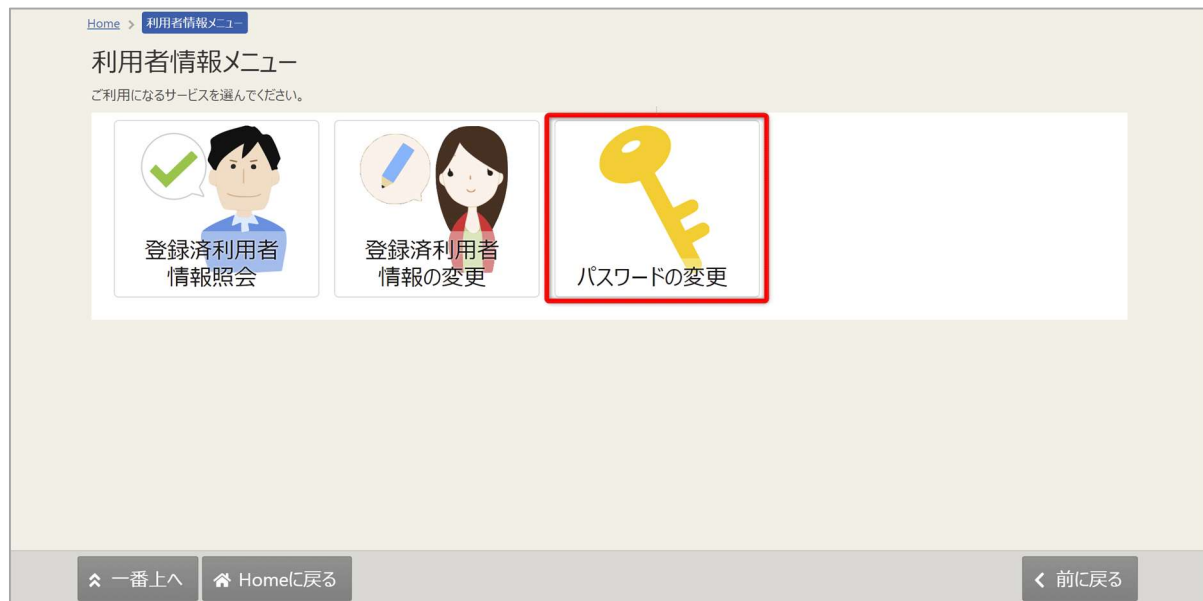 Home > 利用者情報メニュー
利用者情報メニュー
ご利用になるサービスを選んでください。
登録済利用者
情報照会
登録済利用者
情報の変更
パスワードの変更
一番上へ
Homeに戻る
前に戻る